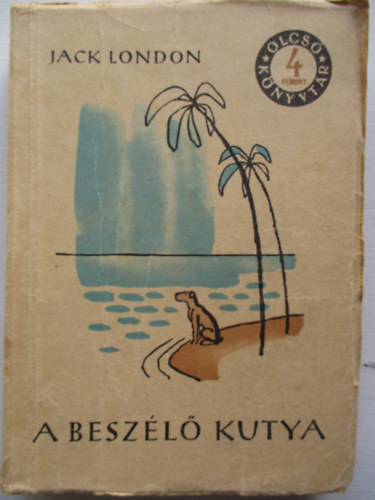 JACK LONDON
OLCSÓ
4
FORINT
KÖNYVTÁR
A BESZÉLŐ KUTYA